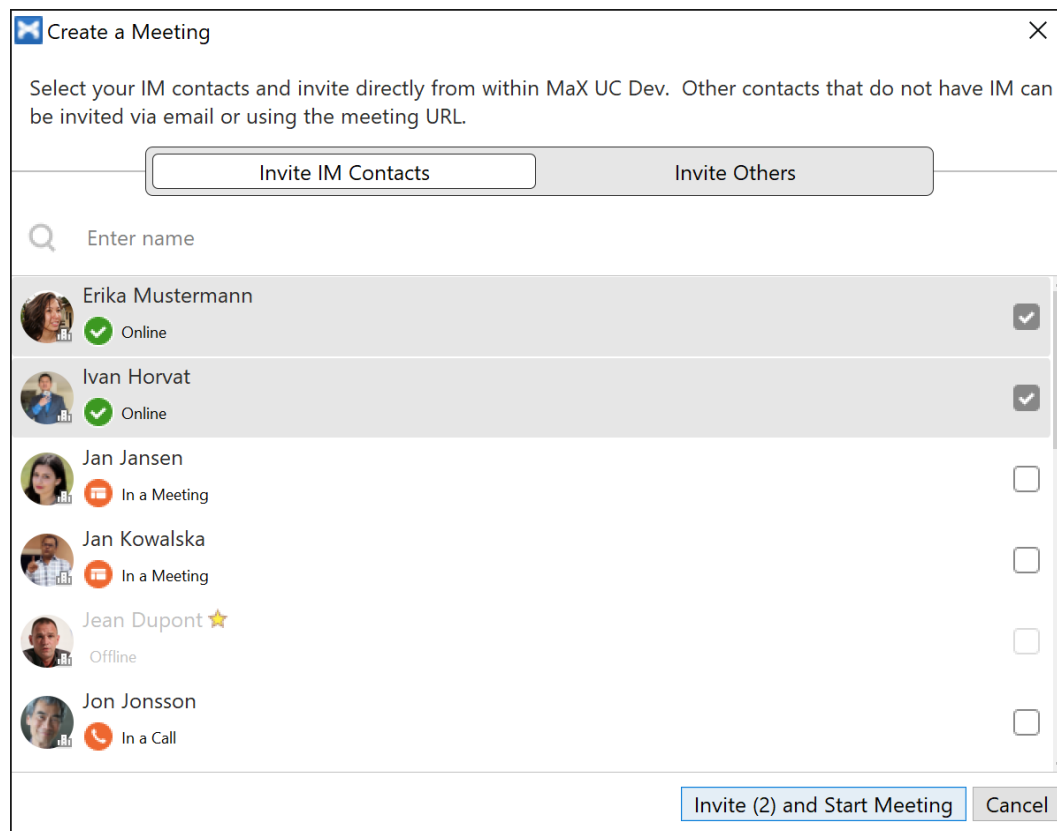 Create a Meeting
Select your IM contacts and invite directly from within MaX UC Dev.  Other contacts that do not have IM can
be invited via email or using the meeting URL.
Invite IM Contacts
Invite Others
Enter name
Erika Mustermann
Online
Ivan Horvat
Online
Jan Jansen
In a Meeting
Jan Kowalska
In a Meeting
Jean Dupont
Offline
Jon Jonsson
In a Call
Invite (2) and Start Meeting
Cancel